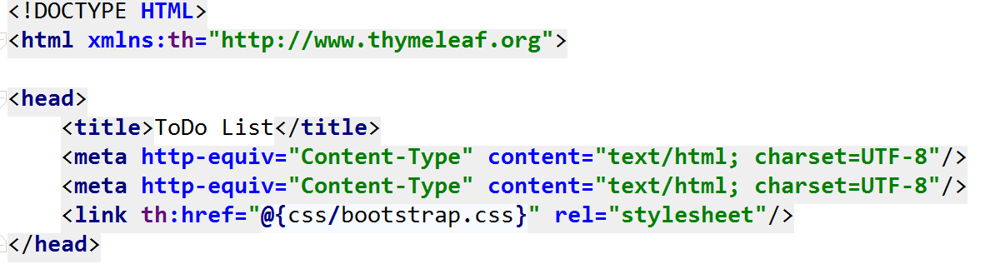 <!DOCTYPE HTML>
<html xmlns:th="http://www.thymeleaf.org">
<head>
<title>ToDo List</title>
<meta http-equiv="Content-Type" content="text/html; charset=UTF-8"/>
<meta http-equiv="Content-Type" content="text/html; charset=UTF-8"/>
<link th:href="@{css/bootstrap.css}" rel="stylesheet"/>
</head>